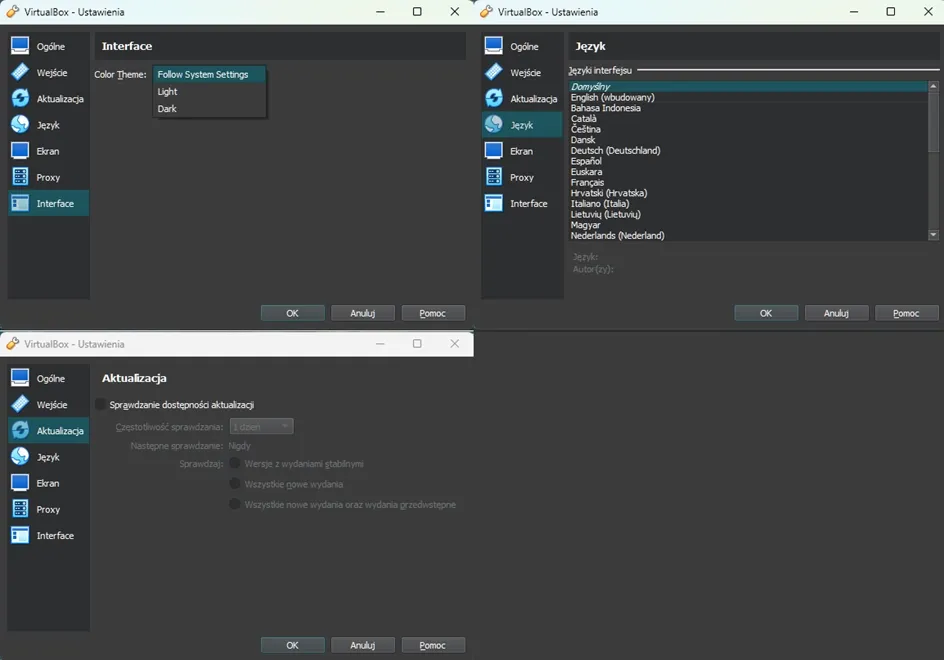 VirtualBox - Ustawienia
Ogólne
Wejście
Aktualizacja
Język
Ekran
Proxy
Interface
Interface
Color Theme: Follow System Settings
Light
Dark
OK Anuluj Pomoc
VirtualBox - Ustawienia
Ogólne
Wejście
Aktualizacja
Język
Ekran
Proxy
Interface
Język
Języki interfejsu
Domyślny
English (wbudowany)
Bahasa Indonesia
Català
Čeština
Dansk
Deutsch (Deutschland)
Español
Euskara
Français
Hrvatski (Hrvatska)
Italiano (Italia)
Lietuvių (Lietuvių)
Magyar
Nederlands (Nederland)
Język:
Autor(zy):
OK Anuluj Pomoc
VirtualBox - Ustawienia
Ogólne
Wejście
Aktualizacja
Język
Ekran
Proxy
Interface
Aktualizacja
Sprawdzanie dostępności aktualizacji
Częstotliwość sprawdzania: 1 dzień
Następne sprawdzanie: Nigdy
Sprawdzaj: Wersje z wydaniami stabilnymi
Wszystkie nowe wydania
Wszystkie nowe wydania oraz wydania przedwstępne
OK Anuluj Pomoc